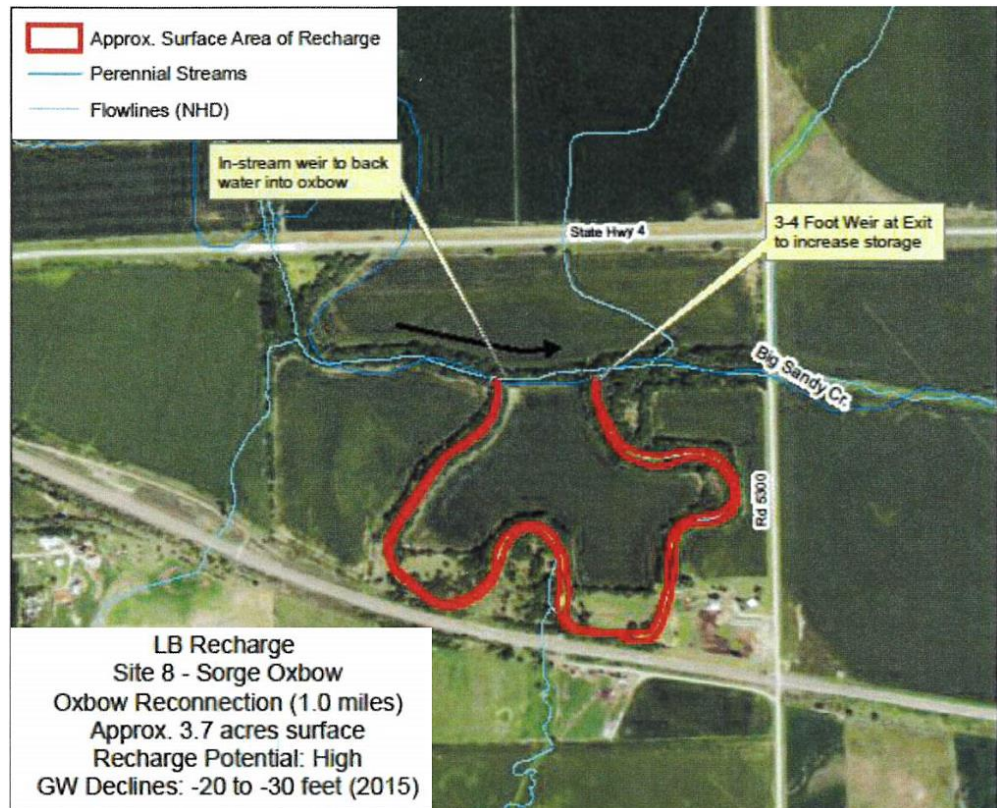 Approx. Surface Area of Recharge
Perennial Streams
Flowlines (NHD)
In-stream weir to back
water into oxbow
3-4 Foot Weir at Exit
to increase storage
State Hwy 4
Big Sandy Cr.
Rd 5300
LB Recharge
Site 8 - Sorge Oxbow
Oxbow Reconnection (1.0 miles)
Approx. 3.7 acres surface
Recharge Potential: High
GW Declines: -20 to -30 feet (2015)